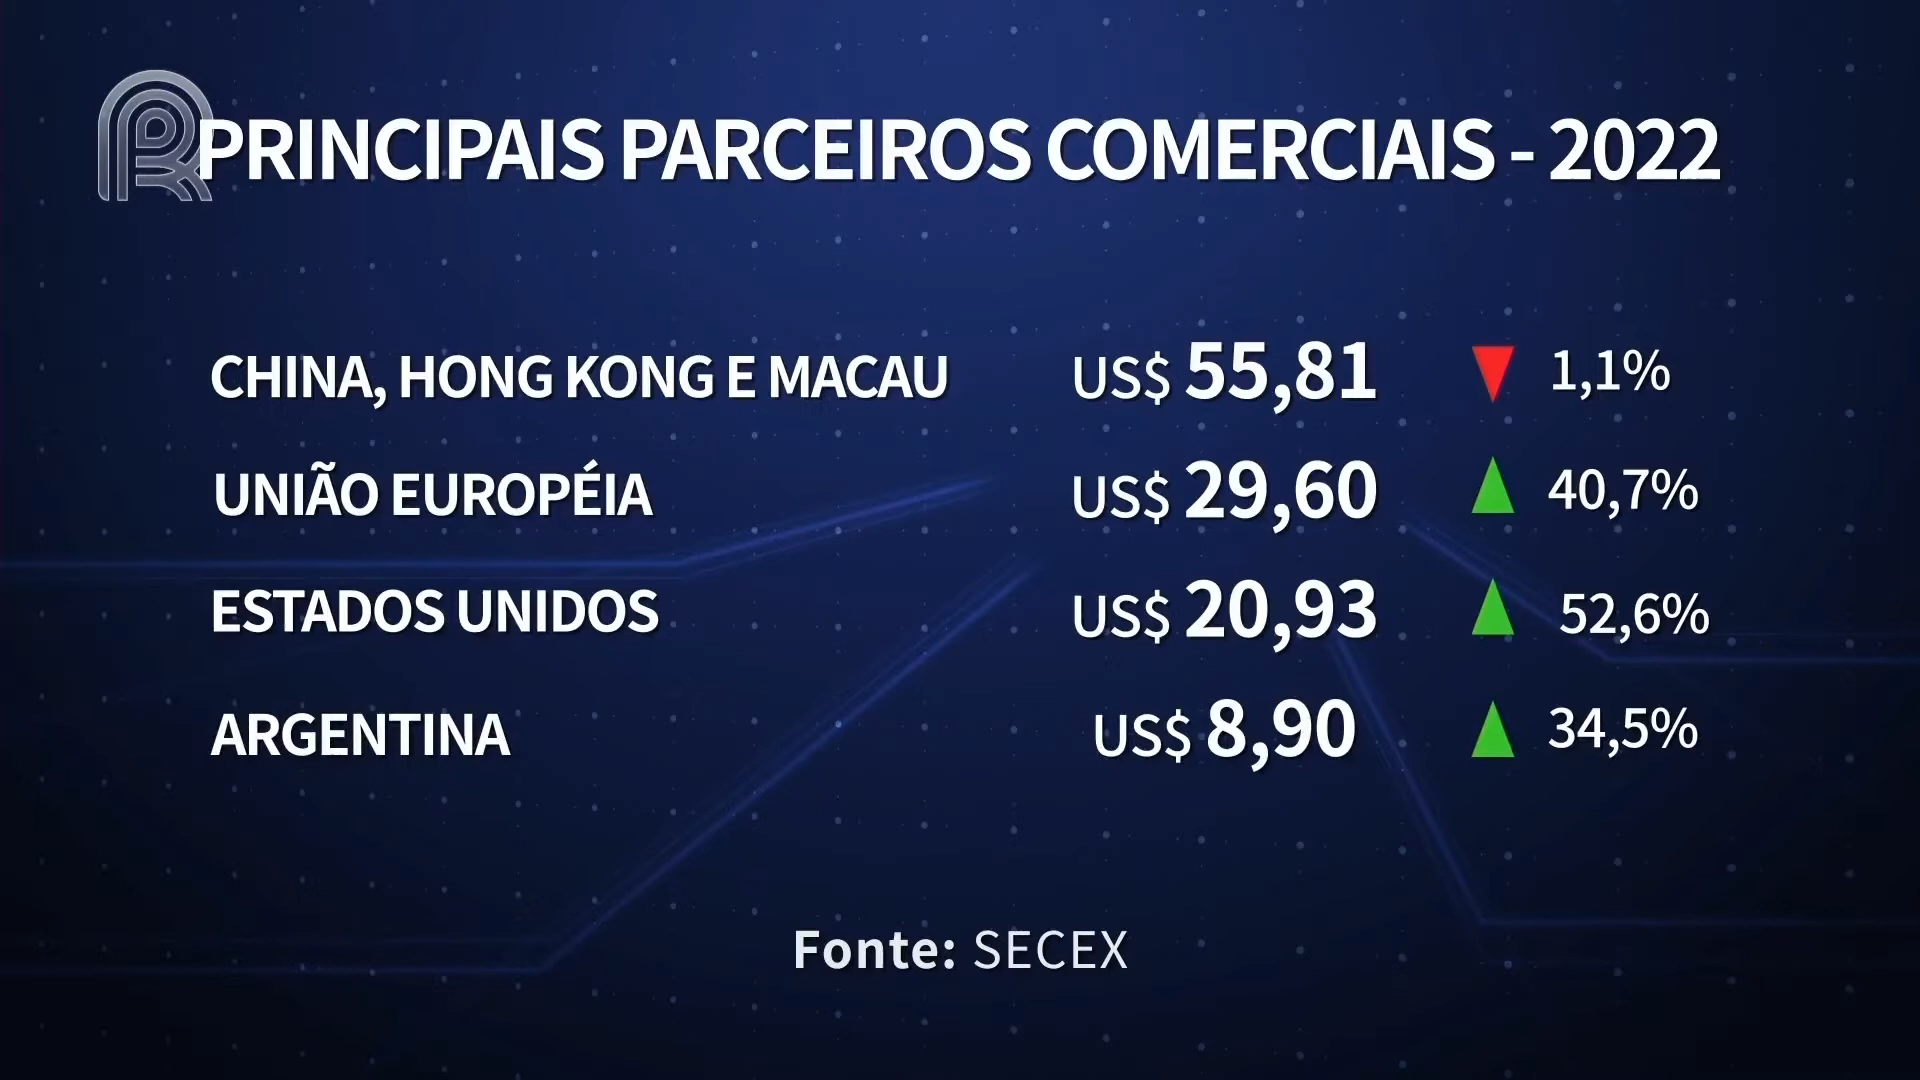 PRINCIPAIS PARCEIROS COMERCIAIS - 2022
CHINA, HONG KONG E MACAU US$ 55,81 1,1%
UNIÃO EUROPÉIA US$ 29,60 40,7%
ESTADOS UNIDOS US$ 20,93 52,6%
ARGENTINA US$ 8,90 34,5%
Fonte: SECEX